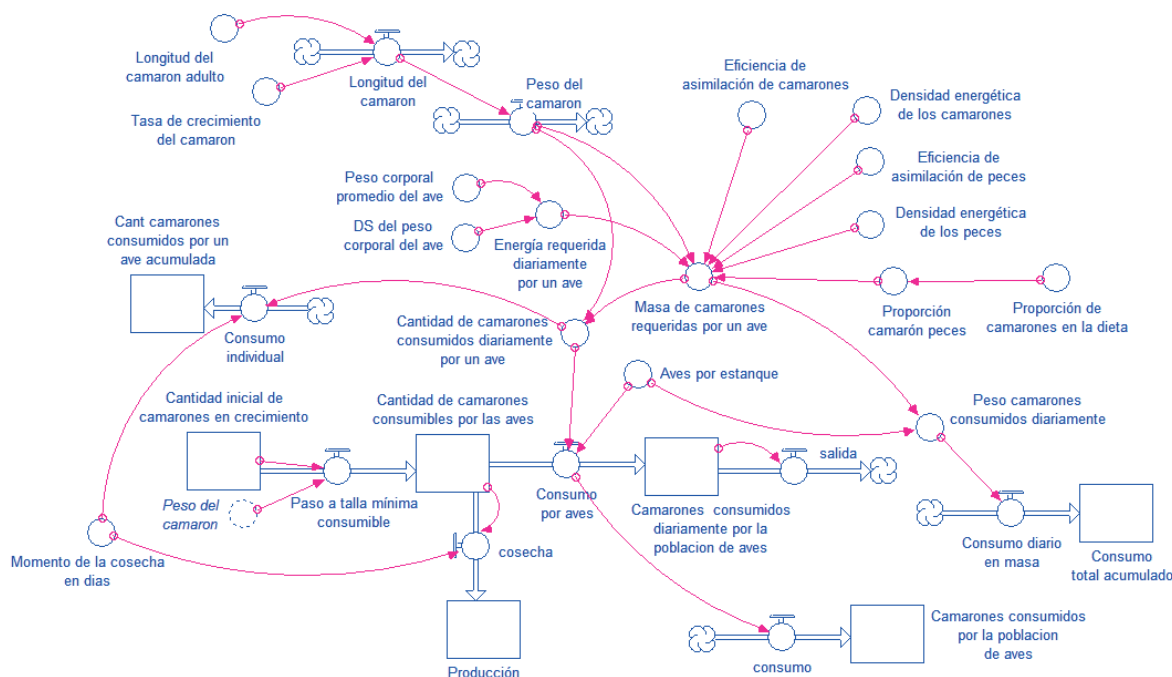 Longitud del
camaron adulto
Tasa de crecimiento
del camaron
Longitud del
camaron
Peso del
camaron
Eficiencia de
asimilación de camarones
Densidad energética
de los camarones
Eficiencia de
asimilación de peces
Densidad energética
de los peces
Peso corporal
promedio del ave
DS del peso
corporal del ave
Energía requerida
diariamente
por un ave
Cant camarones
consumidos por un
ave acumulada
Consumo
individual
Cantidad de camarones
consumidos diariamente
por un ave
Masa de camarones
requeridas por un ave
Proporción
camarón peces
Proporción de
camarones en la dieta
Aves por estanque
Peso camarones
consumidos diariamente
Cantidad inicial de
camarones en crecimiento
Cantidad de camarones
consumibles por las aves
Peso del
camaron
Paso a talla mínima
consumible
Consumo
por aves
salida
Camarones consumidos
diariamente por la
poblacion de aves
Momento de la cosecha
en dias
cosecha
Consumo diario
en masa
Consumo
total acumulado
Producción
consumo
Camarones consumidos
por la poblacion
de aves